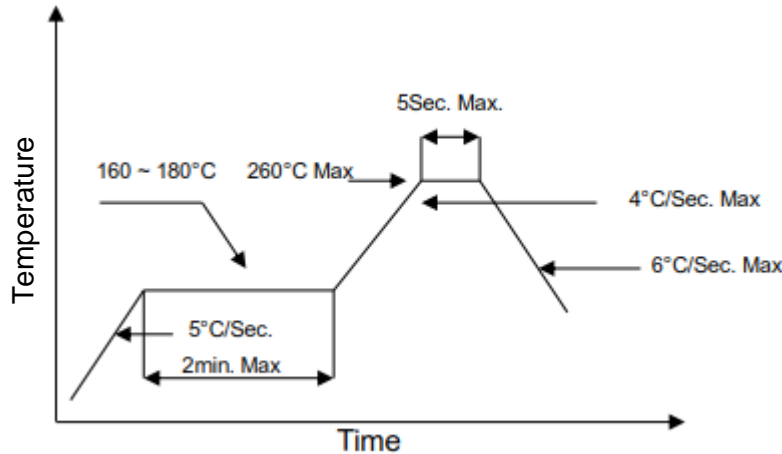 5Sec. Max.
160 ~ 180°C
260°C Max
4°C/Sec. Max
6°C/Sec. Max
5°C/Sec.
2min. Max
Temperature
Time